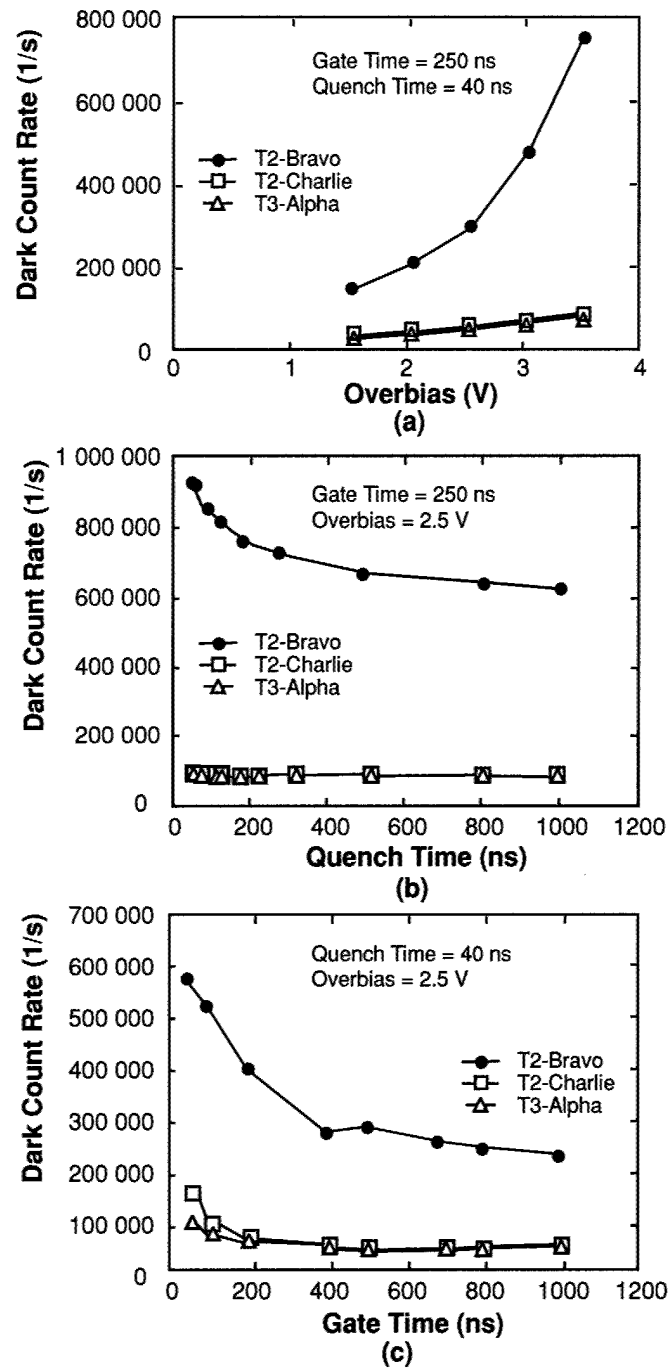 800 000
600 000
400 000
200 000
0
Dark Count Rate (1/s)
Gate Time = 250 ns
Quench Time = 40 ns
T2-Bravo
T2-Charlie
T3-Alpha
0 1 2 3 4
Overbias (V)
(a)
1 000 000
800 000
600 000
400 000
200 000
0
Dark Count Rate (1/s)
Gate Time = 250 ns
Overbias = 2.5 V
T2-Bravo
T2-Charlie
T3-Alpha
0 200 400 600 800 1000 1200
Quench Time (ns)
(b)
700 000
600 000
500 000
400 000
300 000
200 000
100 000
0
Dark Count Rate (1/s)
Quench Time = 40 ns
Overbias = 2.5 V
T2-Bravo
T2-Charlie
T3-Alpha
0 200 400 600 800 1000 1200
Gate Time (ns)
(c)